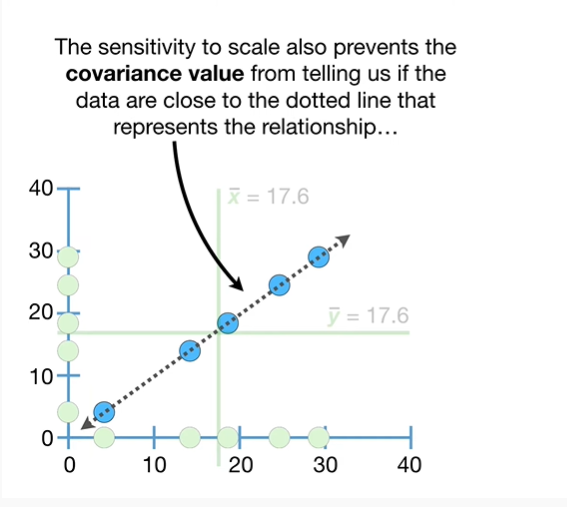 The sensitivity to scale also prevents the
covariance value from telling us if the
data are close to the dotted line that
represents the relationship...
40
x̄ = 17.6
30
20
ȳ = 17.6
10
0
0 10 20 30 40